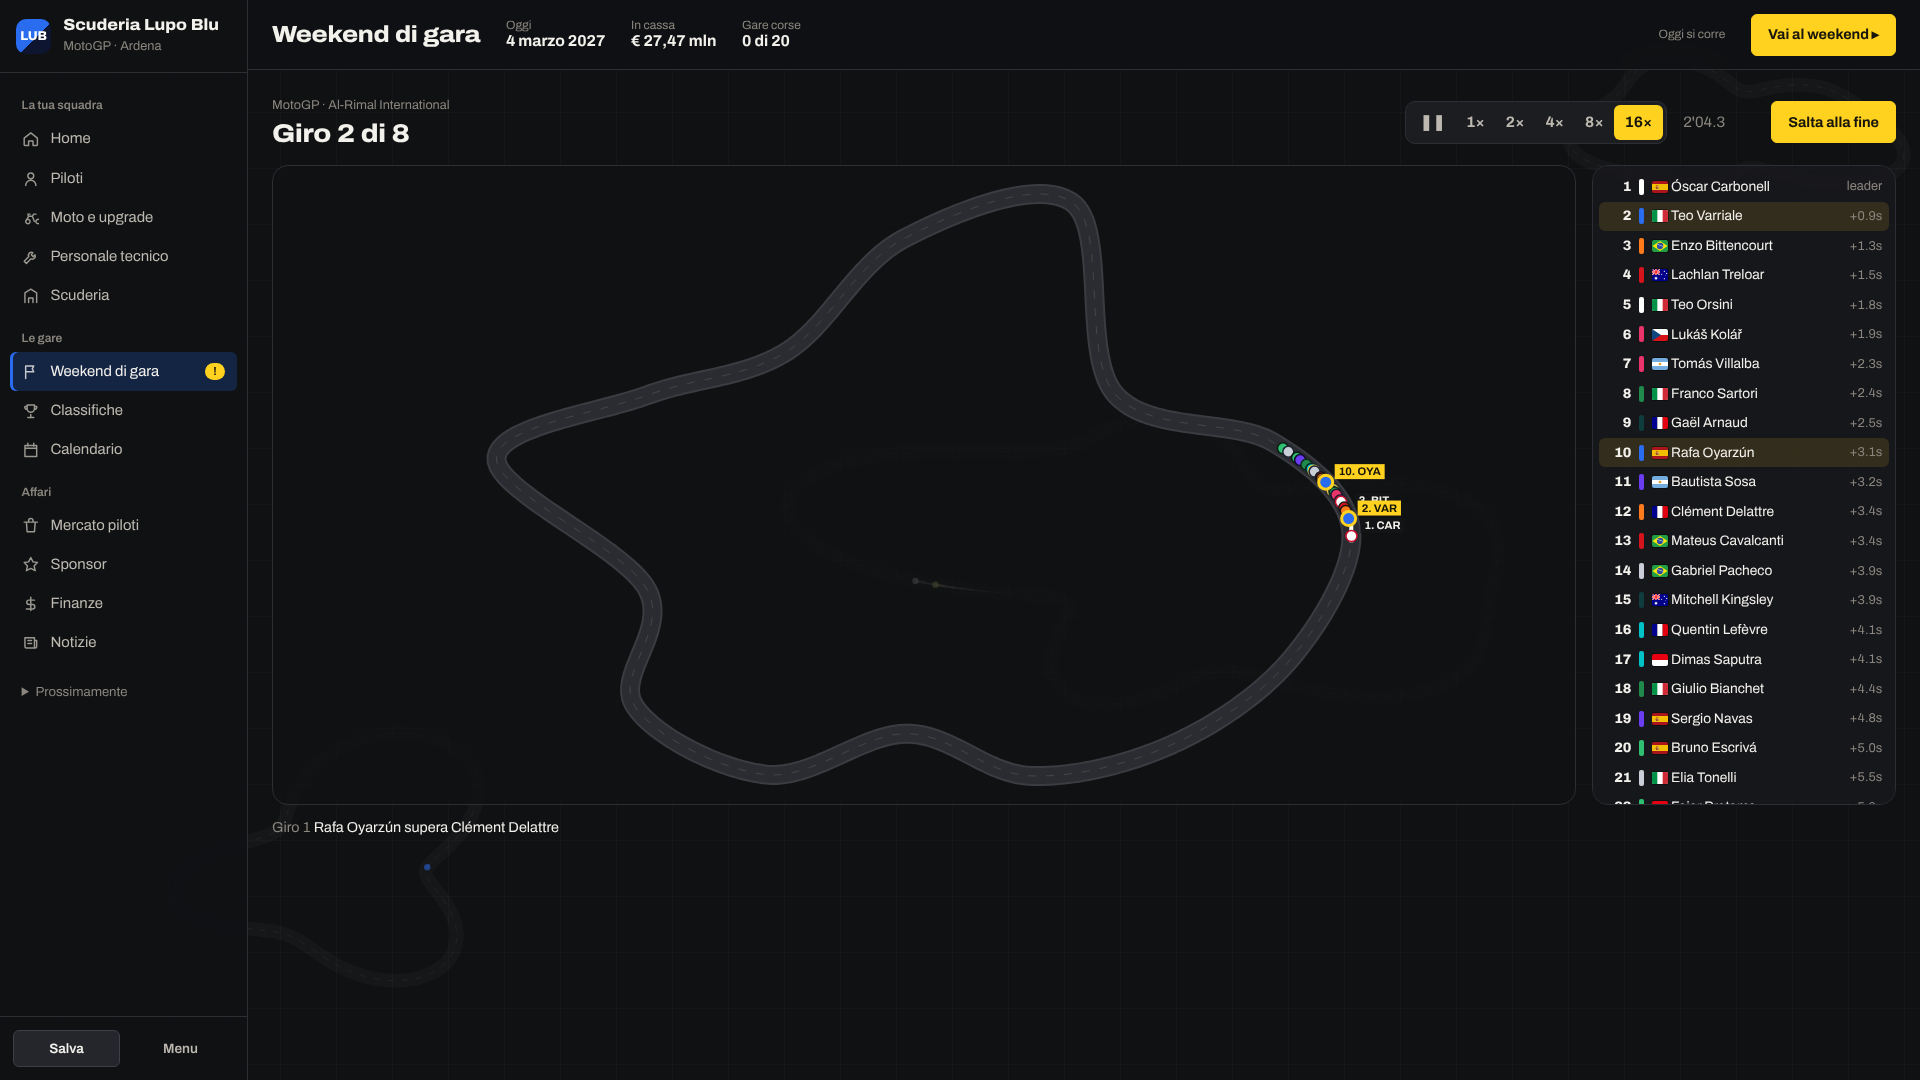 LUB
Scuderia Lupo Blu
MotoGP · Ardena
La tua squadra
Home
Piloti
Moto e upgrade
Personale tecnico
Scuderia
Le gare
Weekend di gara !
Classifiche
Calendario
Affari
Mercato piloti
Sponsor
Finanze
Notizie
Prossimamente
Salva
Menu
Weekend di gara
Oggi
4 marzo 2027
In cassa
€ 27,47 mln
Gare corse
0 di 20
Oggi si corre
Vai al weekend ▸
MotoGP · Al-Rimal International
Giro 2 di 8
1× 2× 4× 8× 16× 2'04.3
Salta alla fine
10. OYA
2. VAR
1. CAR
1 Óscar Carbonell leader
2 Teo Varriale +0.9s
3 Enzo Bittencourt +1.3s
4 Lachlan Treloar +1.5s
5 Teo Orsini +1.8s
6 Lukáš Kolář +1.9s
7 Tomás Villalba +2.3s
8 Franco Sartori +2.4s
9 Gaël Arnaud +2.5s
10 Rafa Oyarzún +3.1s
11 Bautista Sosa +3.2s
12 Clément Delattre +3.4s
13 Mateus Cavalcanti +3.4s
14 Gabriel Pacheco +3.9s
15 Mitchell Kingsley +3.9s
16 Quentin Lefèvre +4.1s
17 Dimas Saputra +4.1s
18 Giulio Bianchet +4.4s
19 Sergio Navas +4.8s
20 Bruno Escrivá +5.0s
21 Elia Tonelli +5.5s
Giro 1 Rafa Oyarzún supera Clément Delattre